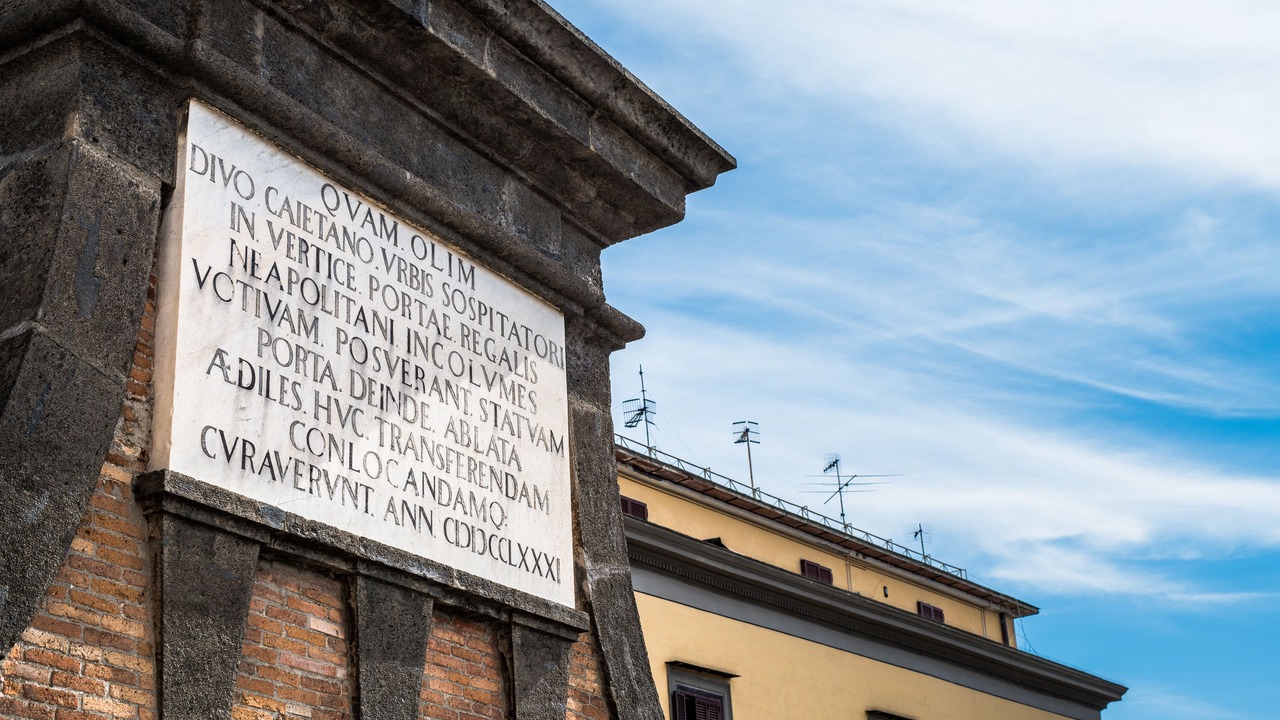 QVAM OLIM
DIVO CAIETANO VRBIS SOSPITATORI
IN. VERTICE. PORTAE. REGALIS
NEAPOLITANI INCOLVMES
VOTIVAM. POSVERANT. STATVAM
PORTA. DEINDE. ABLATA
ÆDILES. HVC. TRANSFERENDAM
CONLOCANDAMQ.
CVRAVERVNT. ANN. CIƆIƆCCLXXXI